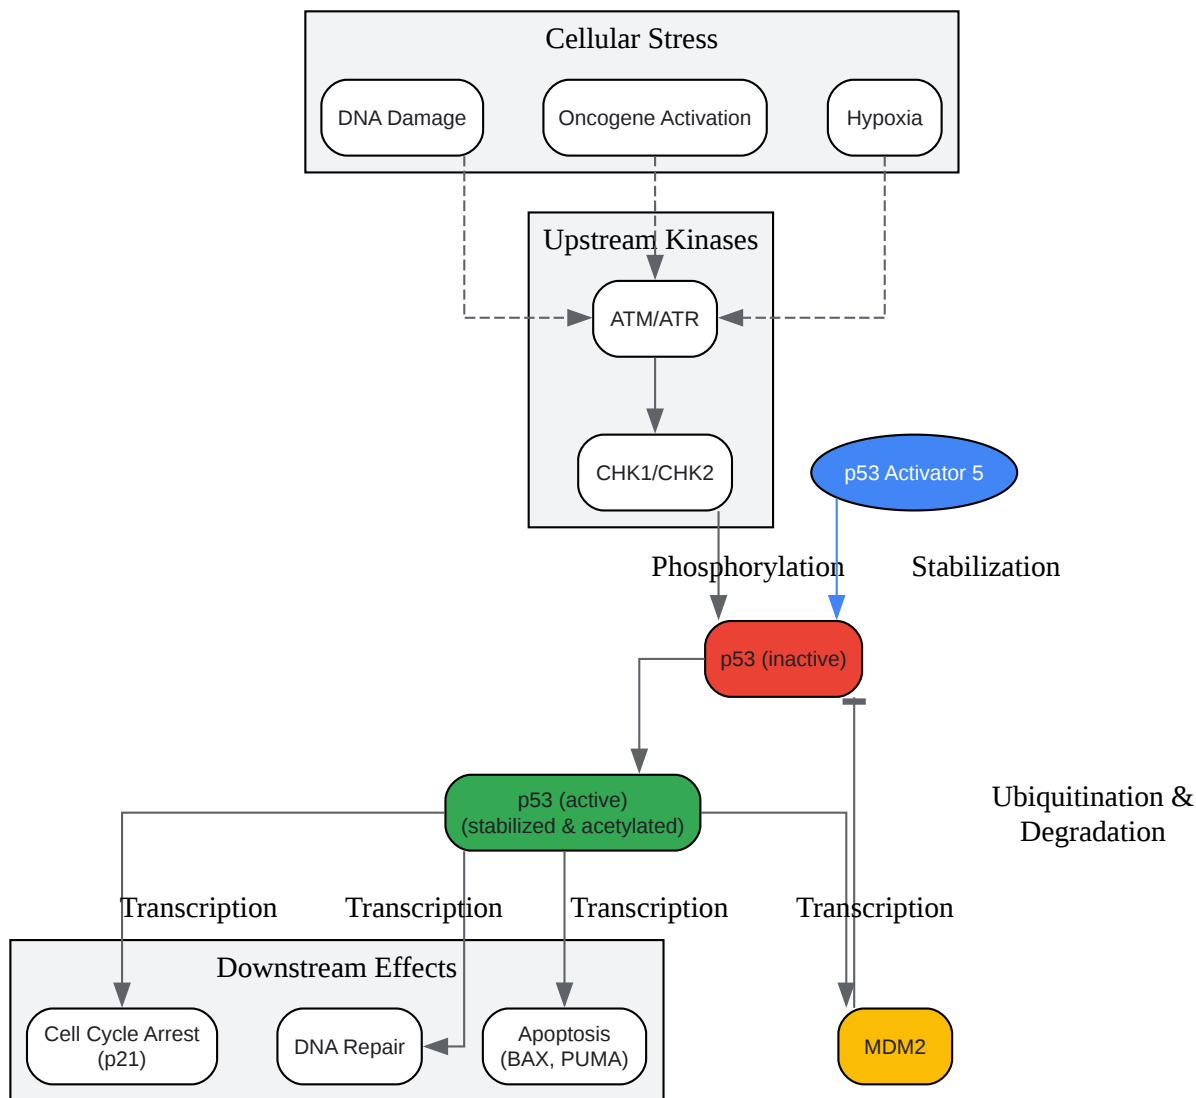 Cellular Stress
DNA Damage
Oncogene Activation
Hypoxia
Upstream Kinases
ATM/ATR
CHK1/CHK2
p53 Activator 5
Phosphorylation
Stabilization
p53 (inactive)
p53 (active)
(stabilized & acetylated)
Ubiquitination &
Degradation
Transcription
Transcription
Transcription
Transcription
Downstream Effects
Cell Cycle Arrest
(p21)
DNA Repair
Apoptosis
(BAX, PUMA)
MDM2